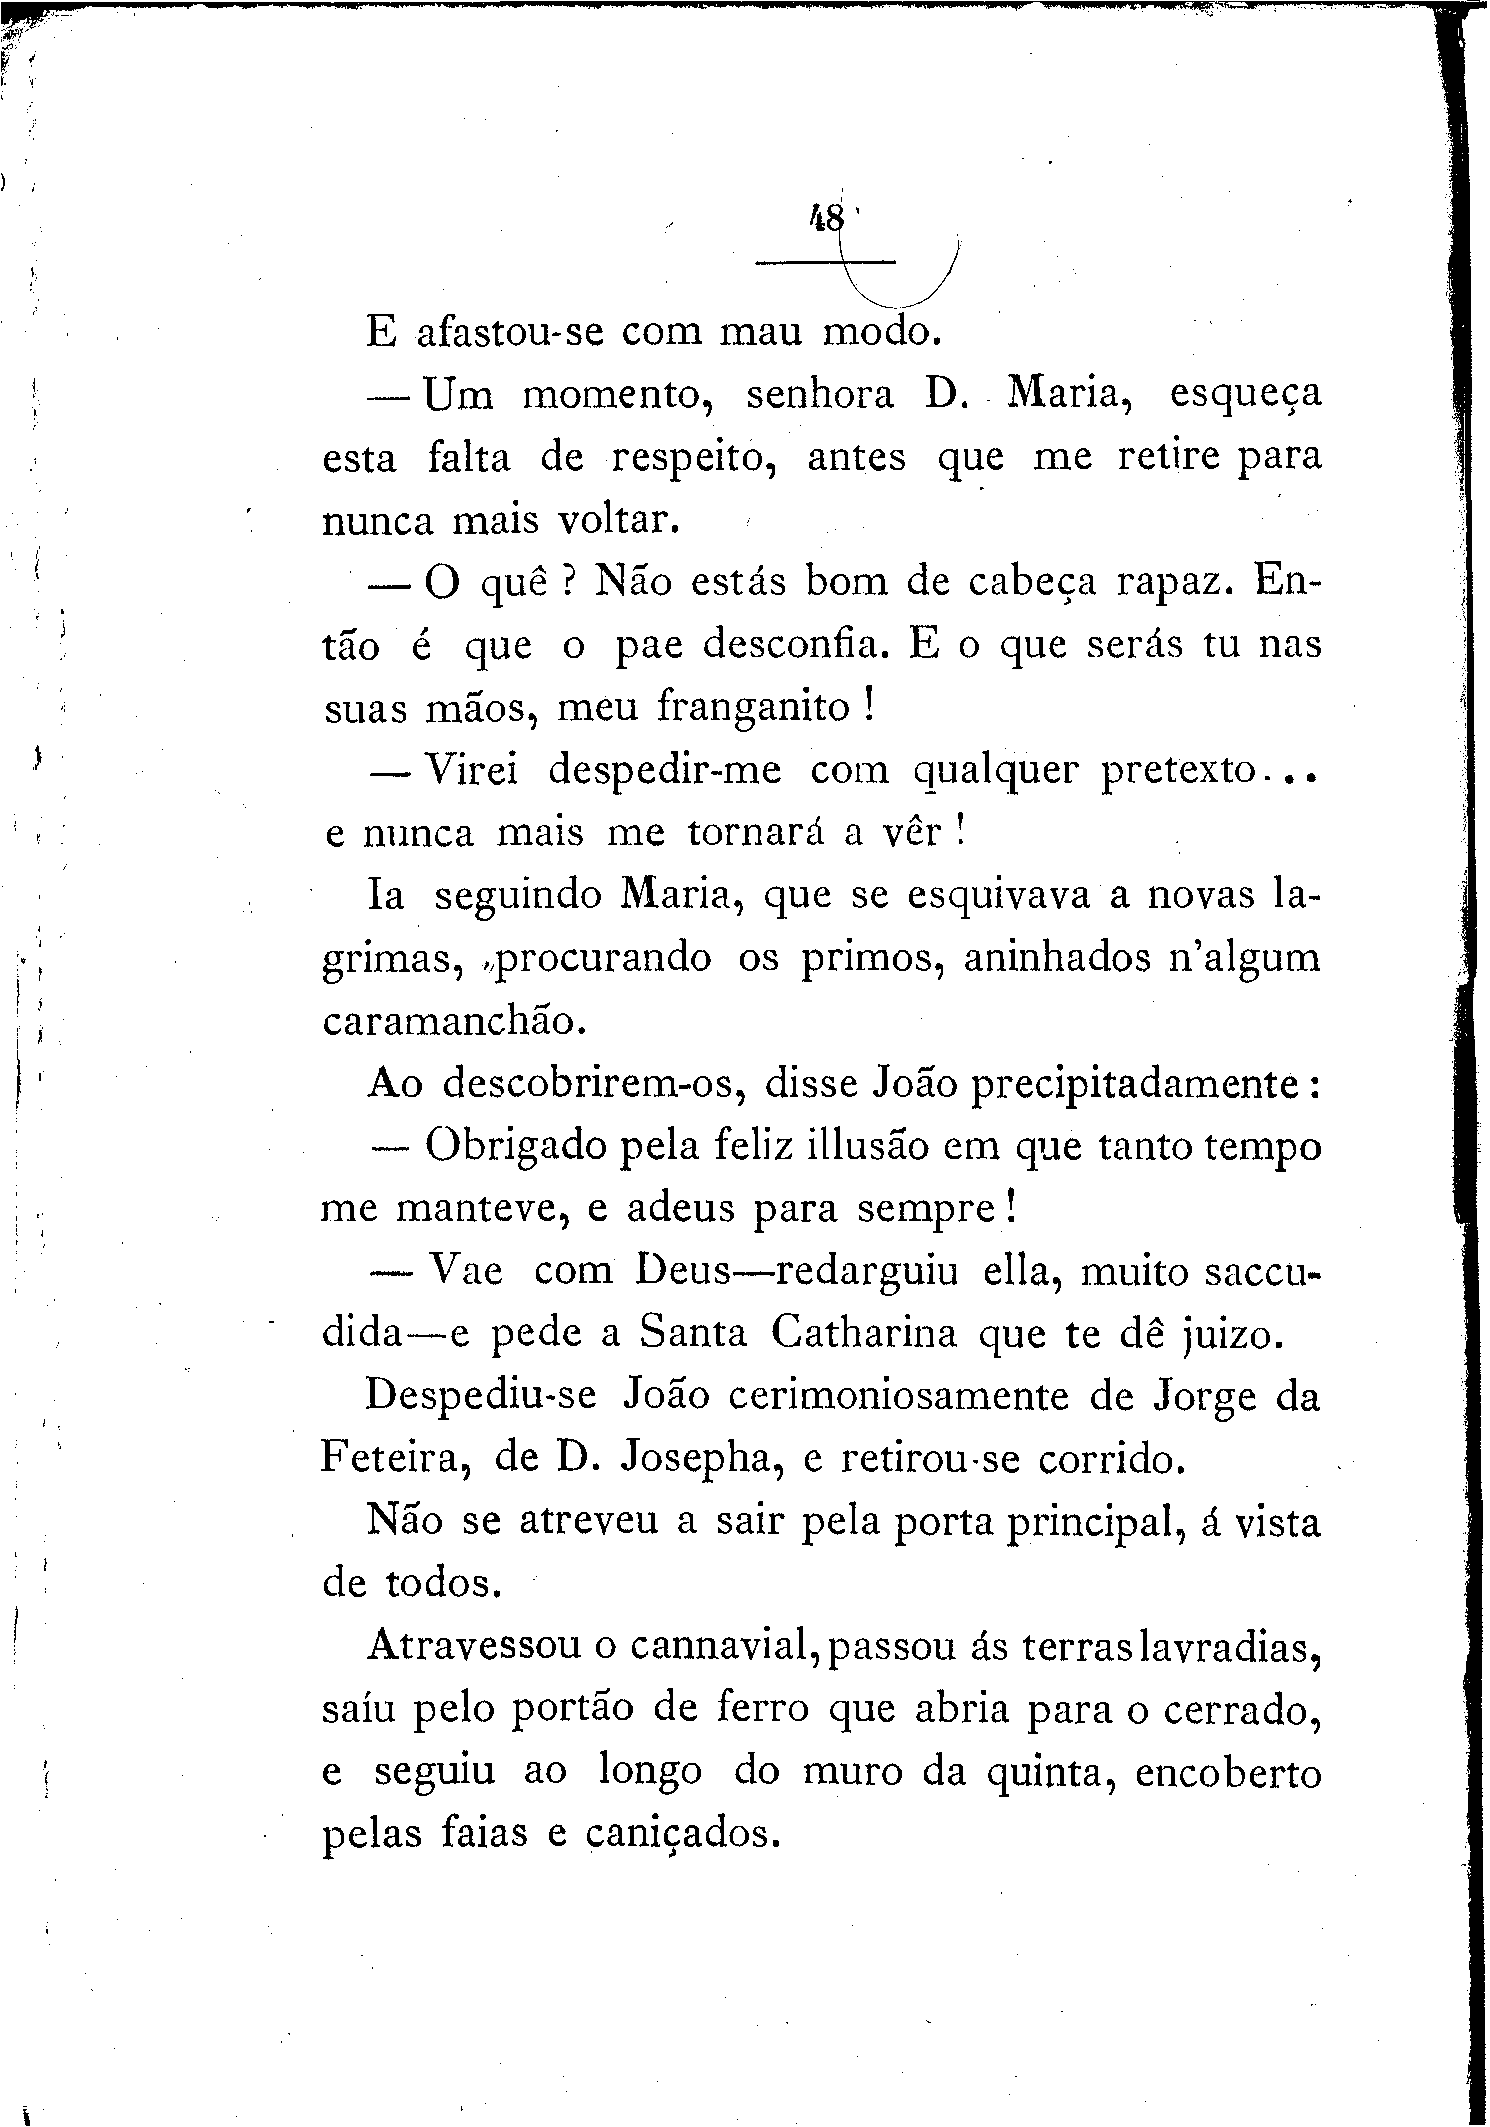 48
E afastou-se com mau modo.
— Um momento, senhora D. Maria, esqueça
esta falta de respeito, antes que me retire para
nunca mais voltar.
— O quê ? Não estás bom de cabeça rapaz. En-
tão é que o pae desconfia. E o que serás tu nas
suas mãos, meu franganito !
— Virei despedir-me com qualquer pretexto...
e nunca mais me tornará a vêr !
Ia seguindo Maria, que se esquivava a novas la-
grimas, procurando os primos, aninhados n'algum
caramanchão.
Ao descobrirem-os, disse João precipitadamente :
— Obrigado pela feliz illusão em que tanto tempo
me manteve, e adeus para sempre !
— Vae com Deus—redarguiu ella, muito saccu-
dida—e pede a Santa Catharina que te dê juizo.
Despediu-se João cerimoniosamente de Jorge da
Feteira, de D. Josepha, e retirou-se corrido.
Não se atreveu a sair pela porta principal, á vista
de todos.
Atravessou o cannavial, passou ás terras lavradias,
saíu pelo portão de ferro que abria para o cerrado,
e seguiu ao longo do muro da quinta, encoberto
pelas faias e caniçados.